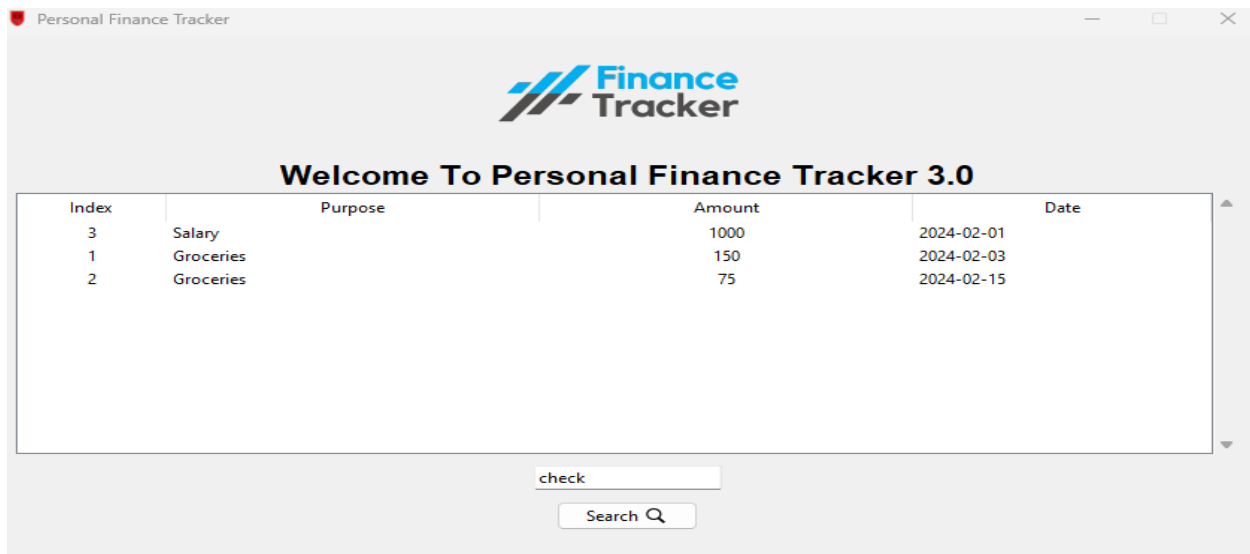 Personal Finance Tracker
Finance
Tracker
Welcome To Personal Finance Tracker 3.0
Index Purpose Amount Date
3 Salary 1000 2024-02-01
1 Groceries 150 2024-02-03
2 Groceries 75 2024-02-15
check
Search